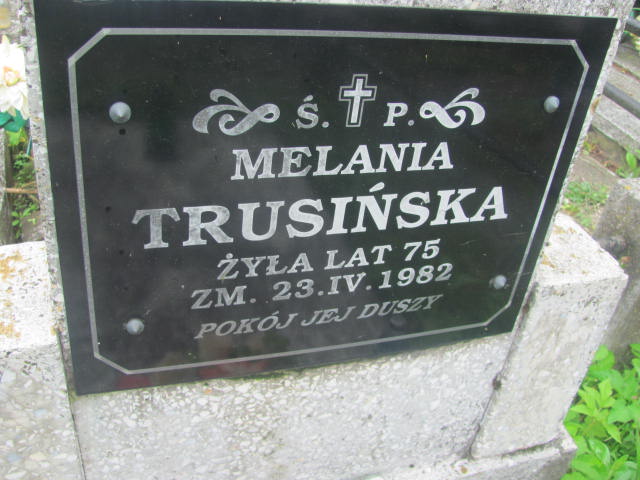 Ś. P.
MELANIA
TRUSIŃSKA
ŻYŁA LAT 75
ZM. 23.IV.1982
POKÓJ JEJ DUSZY